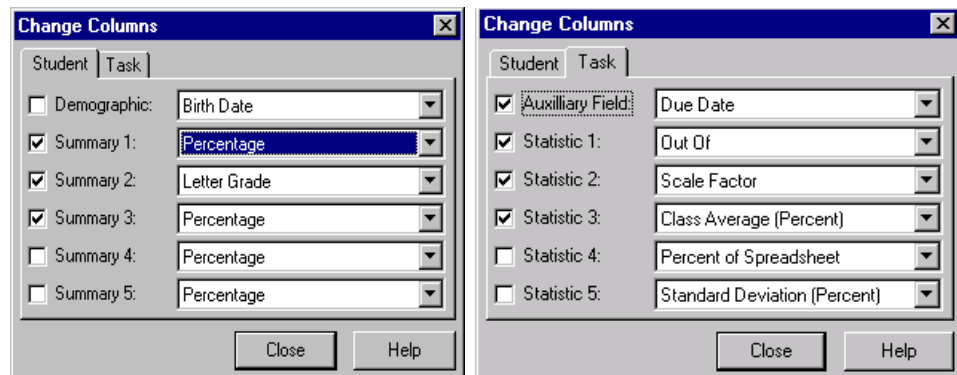 Change Columns
Student Task
Demographic: Birth Date
Summary 1: Percentage
Summary 2: Letter Grade
Summary 3: Percentage
Summary 4: Percentage
Summary 5: Percentage
Close Help
Change Columns
Student Task
Auxilliary Field: Due Date
Statistic 1: Out Of
Statistic 2: Scale Factor
Statistic 3: Class Average (Percent)
Statistic 4: Percent of Spreadsheet
Statistic 5: Standard Deviation (Percent)
Close Help